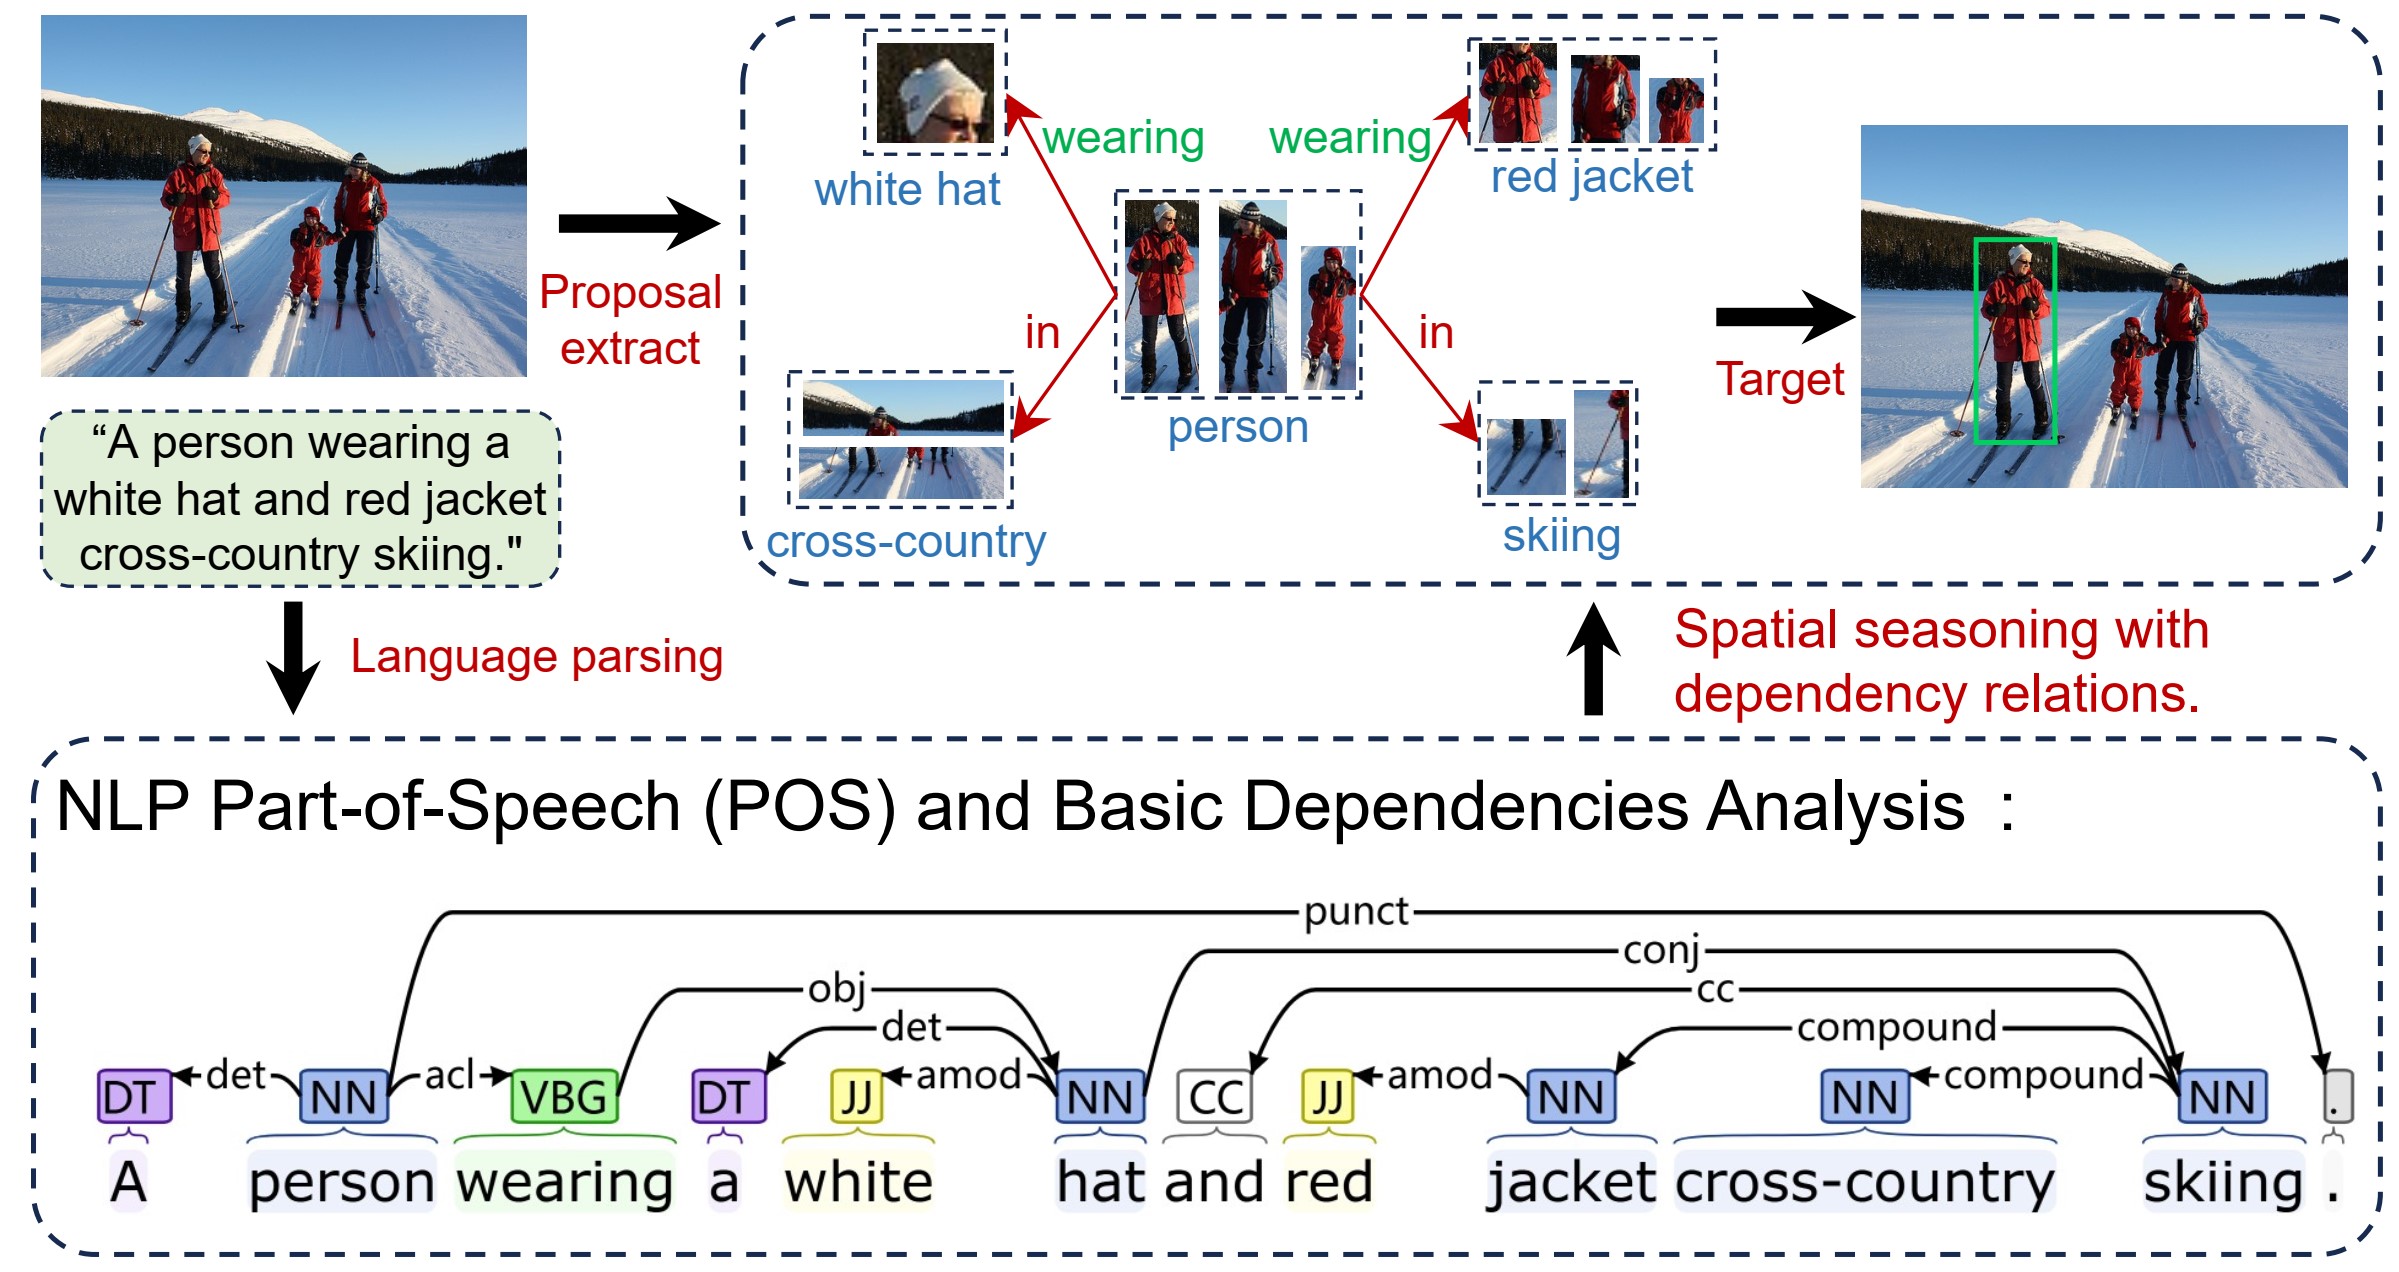 white hat
wearing
wearing
red jacket
Proposal
extract
in
in
person
Target
cross-country
skiing
“A person wearing a
white hat and red jacket
cross-country skiing."
Language parsing
Spatial seasoning with
dependency relations.
NLP Part-of-Speech (POS) and Basic Dependencies Analysis :
punct
conj
obj
cc
det
compound
det
acl
amod
amod
compound
DT NN VBG DT JJ NN CC JJ NN NN NN .
A person wearing a white hat and red jacket cross-country skiing .